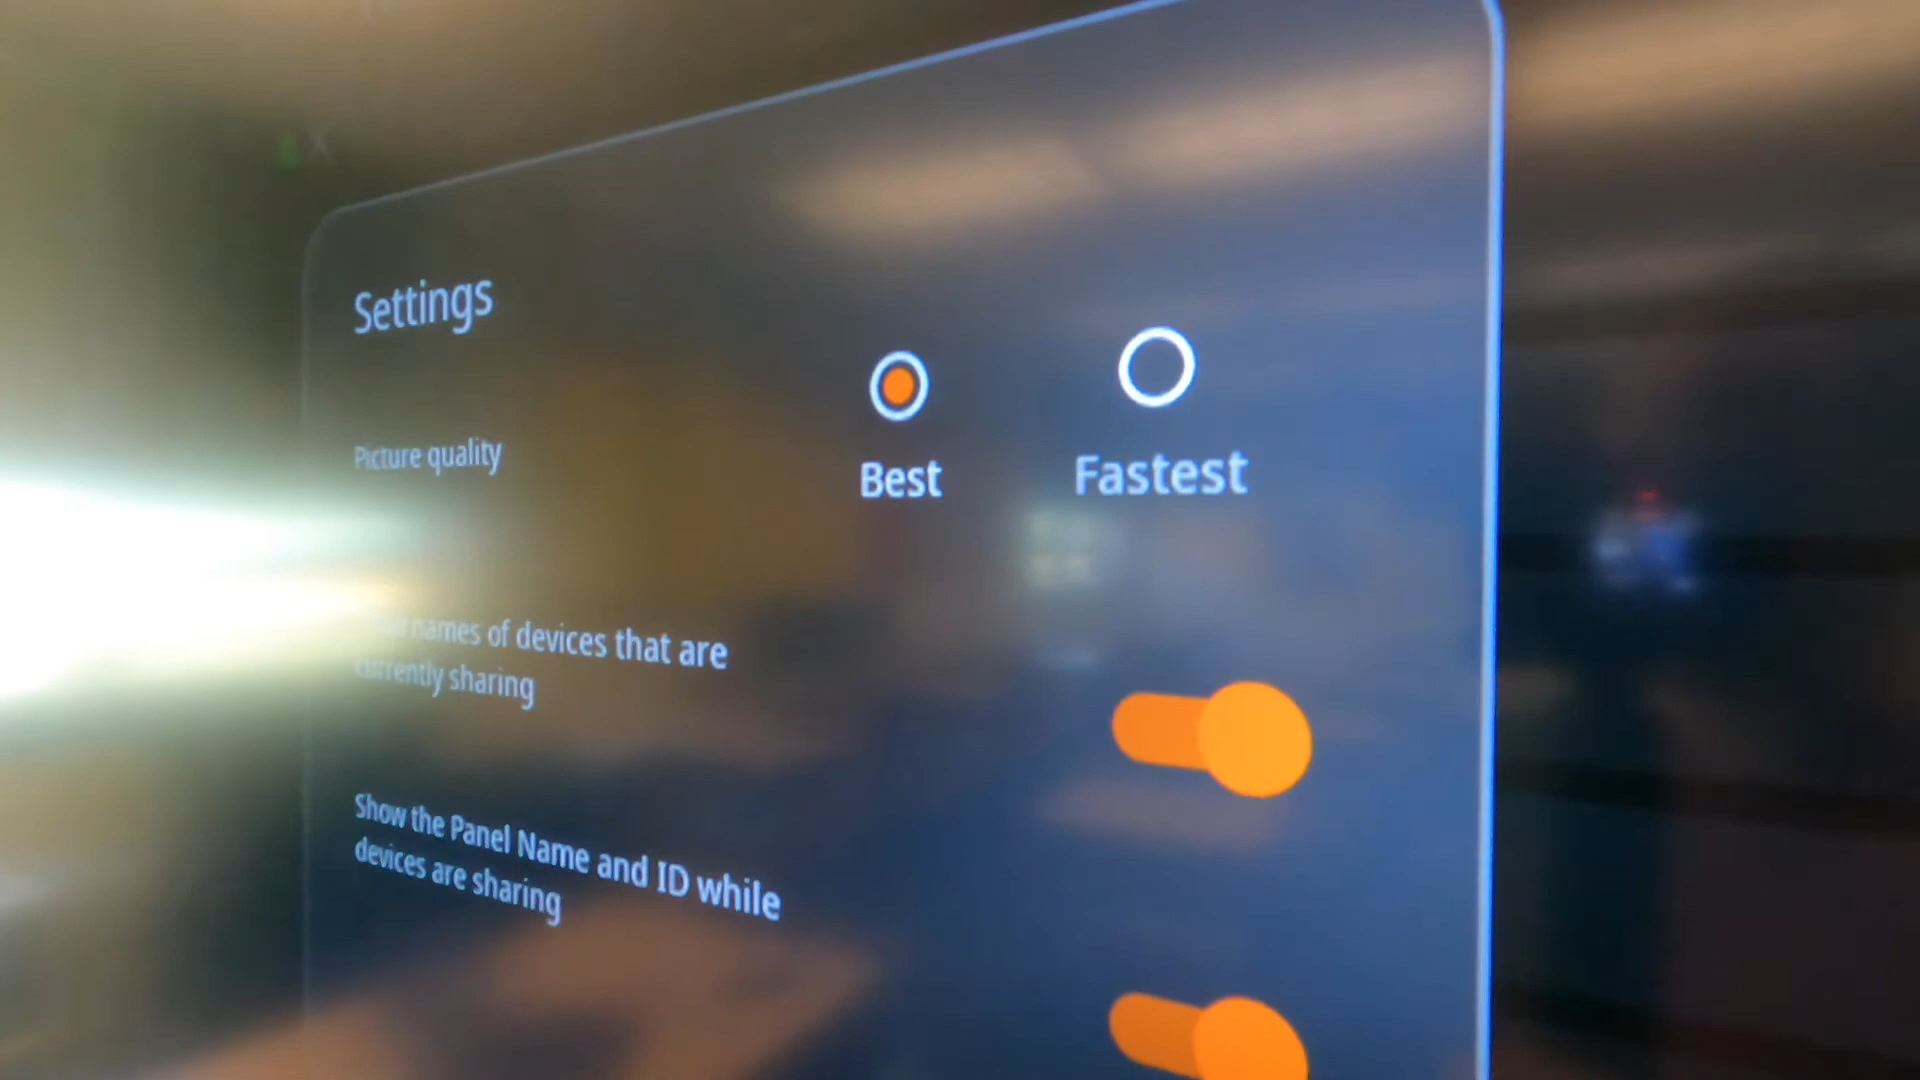 Settings
Picture quality
Best
Fastest
names of devices that are
currently sharing
Show the Panel Name and ID while
devices are sharing